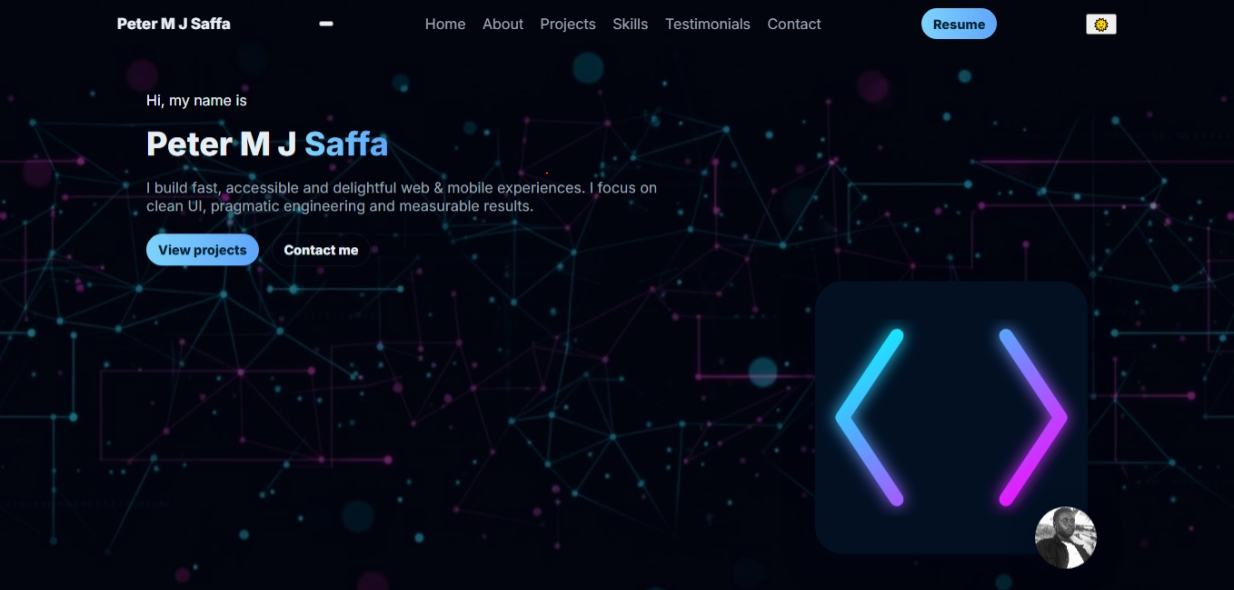 Peter M J Saffa
Home About Projects Skills Testimonials Contact
Resume
Hi, my name is
Peter M J Saffa
I build fast, accessible and delightful web & mobile experiences. I focus on
clean UI, pragmatic engineering and measurable results.
View projects
Contact me